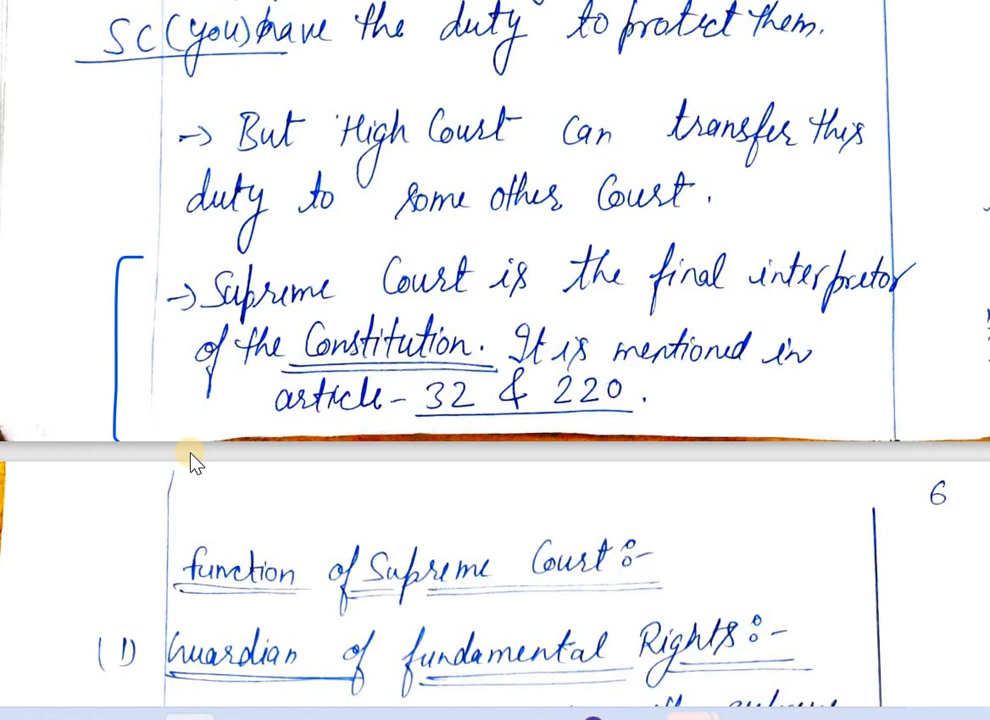 SC (you) have the duty to protect them.
→ But High Court can transfer this
duty to some other Court.
→ Supreme Court is the final interpretor
of the Constitution. It is mentioned in
article - 32 & 220.
6
function of Supreme Court :-
(1) Guardian of fundamental Rights :-